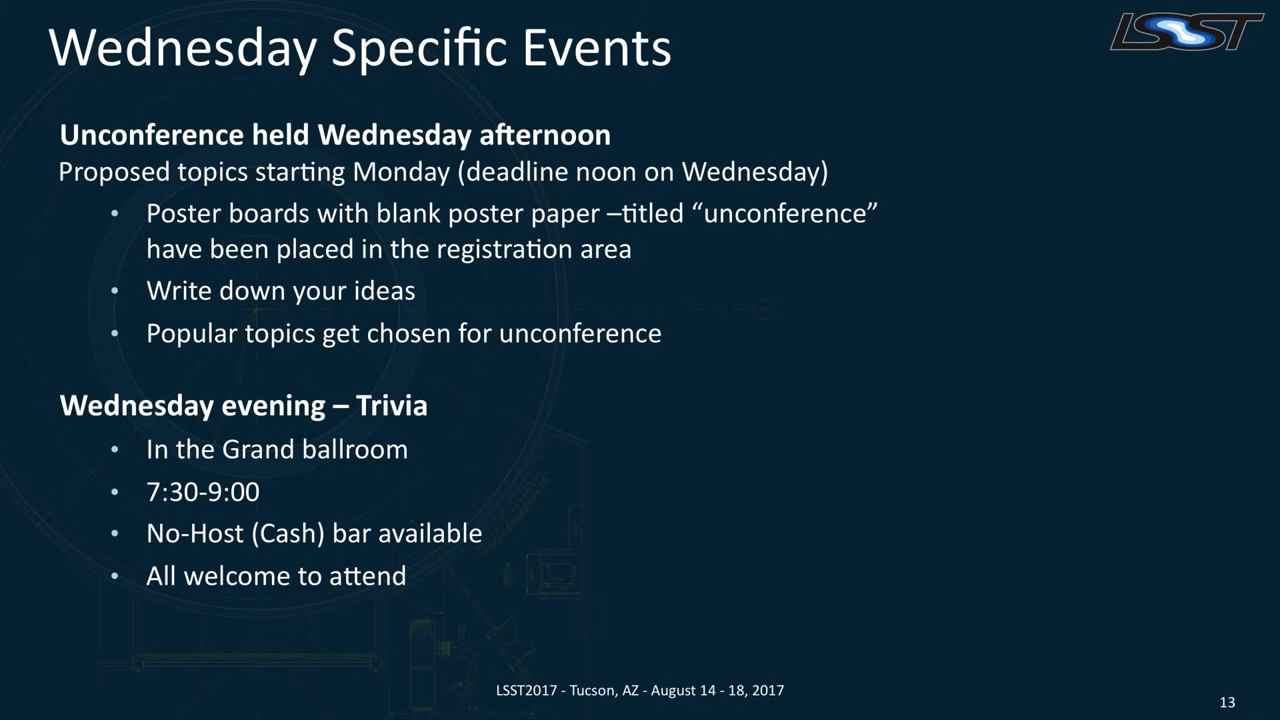 Wednesday Specific Events
LSST
Unconference held Wednesday afternoon
Proposed topics starting Monday (deadline noon on Wednesday)
• Poster boards with blank poster paper –titled “unconference”
have been placed in the registration area
• Write down your ideas
• Popular topics get chosen for unconference
Wednesday evening – Trivia
• In the Grand ballroom
• 7:30-9:00
• No-Host (Cash) bar available
• All welcome to attend
LSST2017 - Tucson, AZ - August 14 - 18, 2017
13